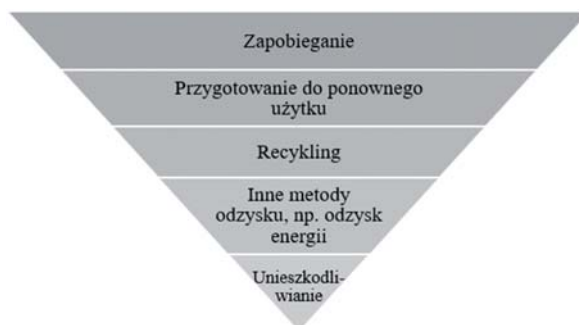 Zapobieganie
Przygotowanie do ponownego
użytku
Recykling
Inne metody
odzysku, np. odzysk
energii
Unieszkodli-
wianie